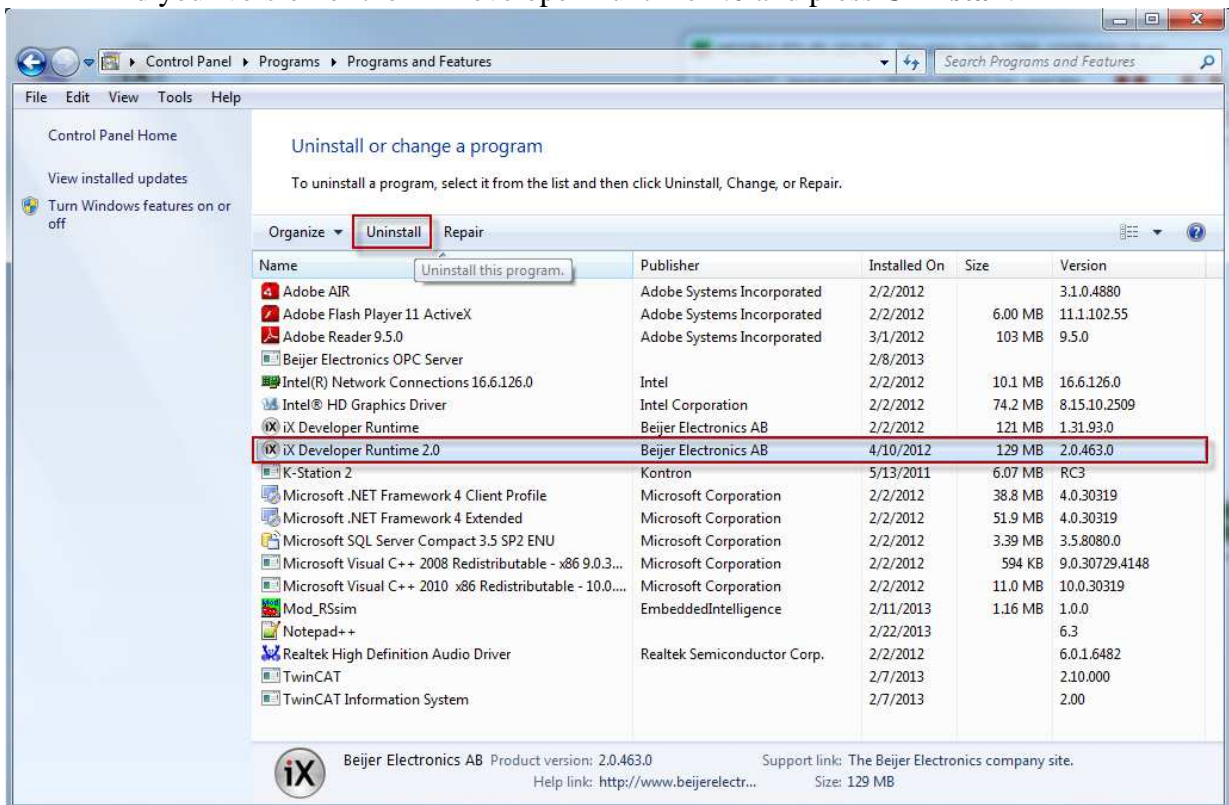 Control Panel ▸ Programs ▸ Programs and Features Search Programs and Features
File Edit View Tools Help
Control Panel Home
View installed updates
Turn Windows features on or
off
Uninstall or change a program
To uninstall a program, select it from the list and then click Uninstall, Change, or Repair.
Organize Uninstall Repair
Uninstall this program.
Name Publisher Installed On Size Version
Adobe AIR Adobe Systems Incorporated 2/2/2012 3.1.0.4880
Adobe Flash Player 11 ActiveX Adobe Systems Incorporated 2/2/2012 6.00 MB 11.1.102.55
Adobe Reader 9.5.0 Adobe Systems Incorporated 3/1/2012 103 MB 9.5.0
Beijer Electronics OPC Server 2/8/2013
Intel(R) Network Connections 16.6.126.0 Intel 2/2/2012 10.1 MB 16.6.126.0
Intel® HD Graphics Driver Intel Corporation 2/2/2012 74.2 MB 8.15.10.2509
iX Developer Runtime Beijer Electronics AB 2/2/2012 121 MB 1.31.93.0
iX Developer Runtime 2.0 Beijer Electronics AB 4/10/2012 129 MB 2.0.463.0
K-Station 2 Kontron 5/13/2011 6.07 MB RC3
Microsoft .NET Framework 4 Client Profile Microsoft Corporation 2/2/2012 38.8 MB 4.0.30319
Microsoft .NET Framework 4 Extended Microsoft Corporation 2/2/2012 51.9 MB 4.0.30319
Microsoft SQL Server Compact 3.5 SP2 ENU Microsoft Corporation 2/2/2012 3.39 MB 3.5.8080.0
Microsoft Visual C++ 2008 Redistributable - x86 9.0.3... Microsoft Corporation 2/2/2012 594 KB 9.0.30729.4148
Microsoft Visual C++ 2010 x86 Redistributable - 10.0.... Microsoft Corporation 2/2/2012 11.0 MB 10.0.30319
Mod_RSsim EmbeddedIntelligence 2/11/2013 1.16 MB 1.0.0
Notepad++ 2/22/2013 6.3
Realtek High Definition Audio Driver Realtek Semiconductor Corp. 2/2/2012 6.0.1.6482
TwinCAT 2/7/2013 2.10.000
TwinCAT Information System 2/7/2013 2.00
iX Beijer Electronics AB Product version: 2.0.463.0 Support link: The Beijer Electronics company site.
Help link: http://www.beijerelectr... Size: 129 MB